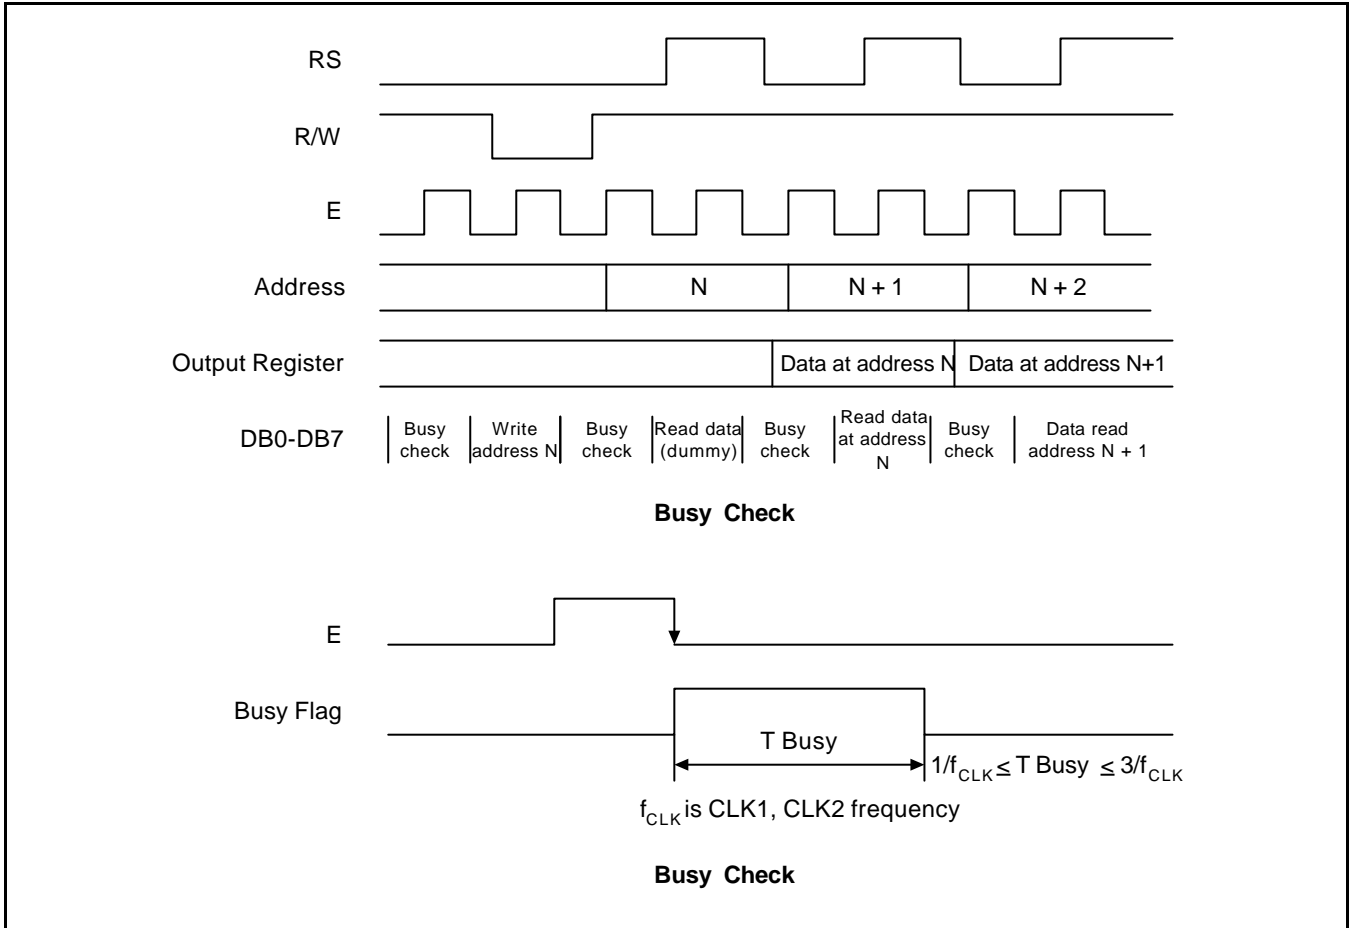 RS
R/W
E
Address
N
N + 1
N + 2
Output Register
Data at address N
Data at address N+1
DB0-DB7
Busy
check
Write
address N
Busy
check
Read data
(dummy)
Busy
check
Read data
at address
N
Busy
check
Data read
address N + 1
Busy Check
E
Busy Flag
T Busy
1/fCLK ≤ T Busy ≤ 3/fCLK
fCLK is CLK1, CLK2 frequency
Busy Check